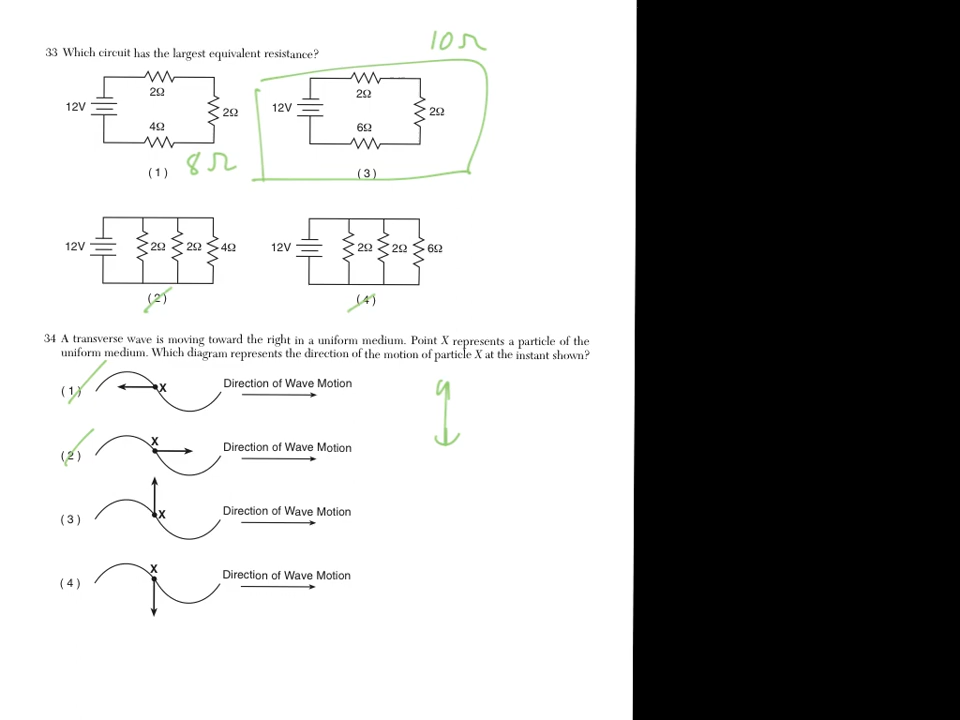 10Ω
33 Which circuit has the largest equivalent resistance?
2Ω
12V
2Ω
4Ω
(1)
8Ω
2Ω
12V
2Ω
6Ω
(3)
12V 2Ω 2Ω 4Ω
(2)
12V 2Ω 2Ω 6Ω
(4)
34 A transverse wave is moving toward the right in a uniform medium. Point X represents a particle of the
uniform medium. Which diagram represents the direction of the motion of particle X at the instant shown?
(1) X Direction of Wave Motion
(2) X Direction of Wave Motion
(3) X Direction of Wave Motion
(4) X Direction of Wave Motion